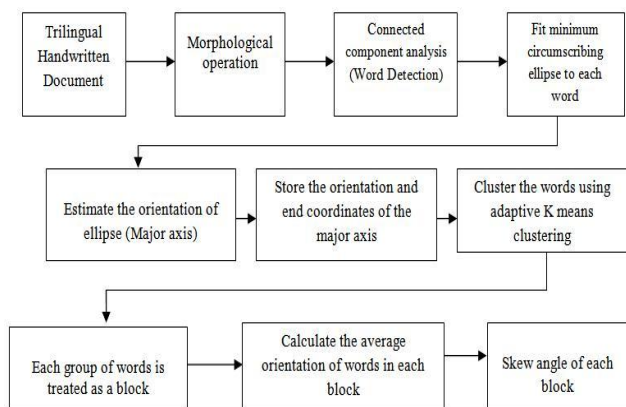 Trilingual
Handwritten
Document
Morphological
operation
Connected
component analysis
(Word Detection)
Fit minimum
circumscribing
ellipse to each
word
Estimate the orientation of
ellipse (Major axis)
Store the orientation and
end coordinates of the
major axis
Cluster the words using
adaptive K means
clustering
Each group of words is
treated as a block
Calculate the average
orientation of words in each
block
Skew angle of each
block